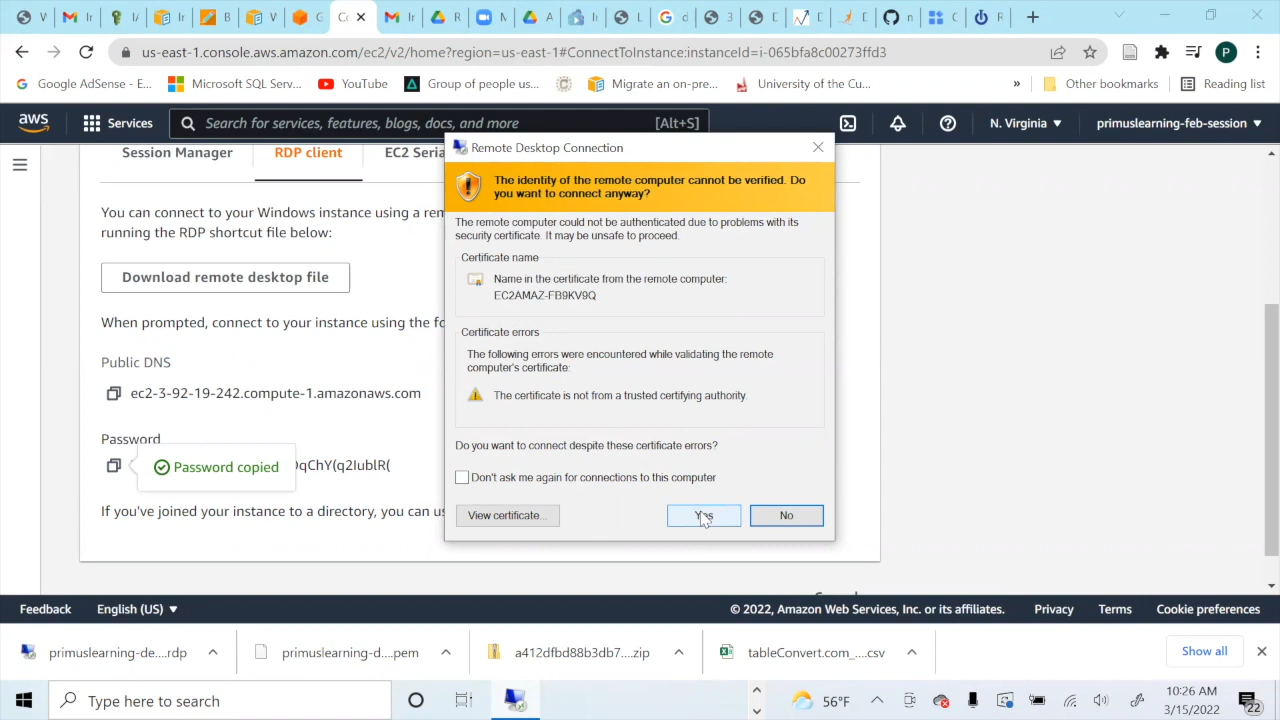 us-east-1.console.aws.amazon.com/ec2/v2/home?region=us-east-1#ConnectToInstance:instanceId=i-065bfa8c00273ffd3
P
Google AdSense - E...
Microsoft SQL Serv...
YouTube
Group of people us...
Migrate an on-pre...
University of the Cu...
»
Other bookmarks
Reading list
aws
Services
Search for services, features, blogs, docs, and more
[Alt+S]
N. Virginia
primuslearning-feb-session
Session Manager
RDP client
EC2 Seria
You can connect to your Windows instance using a rem
running the RDP shortcut file below:
Download remote desktop file
When prompted, connect to your instance using the fo
Public DNS
ec2-3-92-19-242.compute-1.amazonaws.com
Password
Password copied
qChY(q2IublR(
If you've joined your instance to a directory, you can us
Remote Desktop Connection
The identity of the remote computer cannot be verified. Do
you want to connect anyway?
The remote computer could not be authenticated due to problems with its
security certificate. It may be unsafe to proceed.
Certificate name
Name in the certificate from the remote computer:
EC2AMAZ-FB9KV9Q
Certificate errors
The following errors were encountered while validating the remote
computer's certificate:
The certificate is not from a trusted certifying authority.
Do you want to connect despite these certificate errors?
Don't ask me again for connections to this computer
View certificate...
Yes
No
Feedback
English (US)
© 2022, Amazon Web Services, Inc. or its affiliates.
Privacy
Terms
Cookie preferences
primuslearning-de....rdp
primuslearning-d....pem
a412dfbd88b3db7....zip
tableConvert.com_....csv
Show all
Type here to search
56°F
10:26 AM
3/15/2022
22